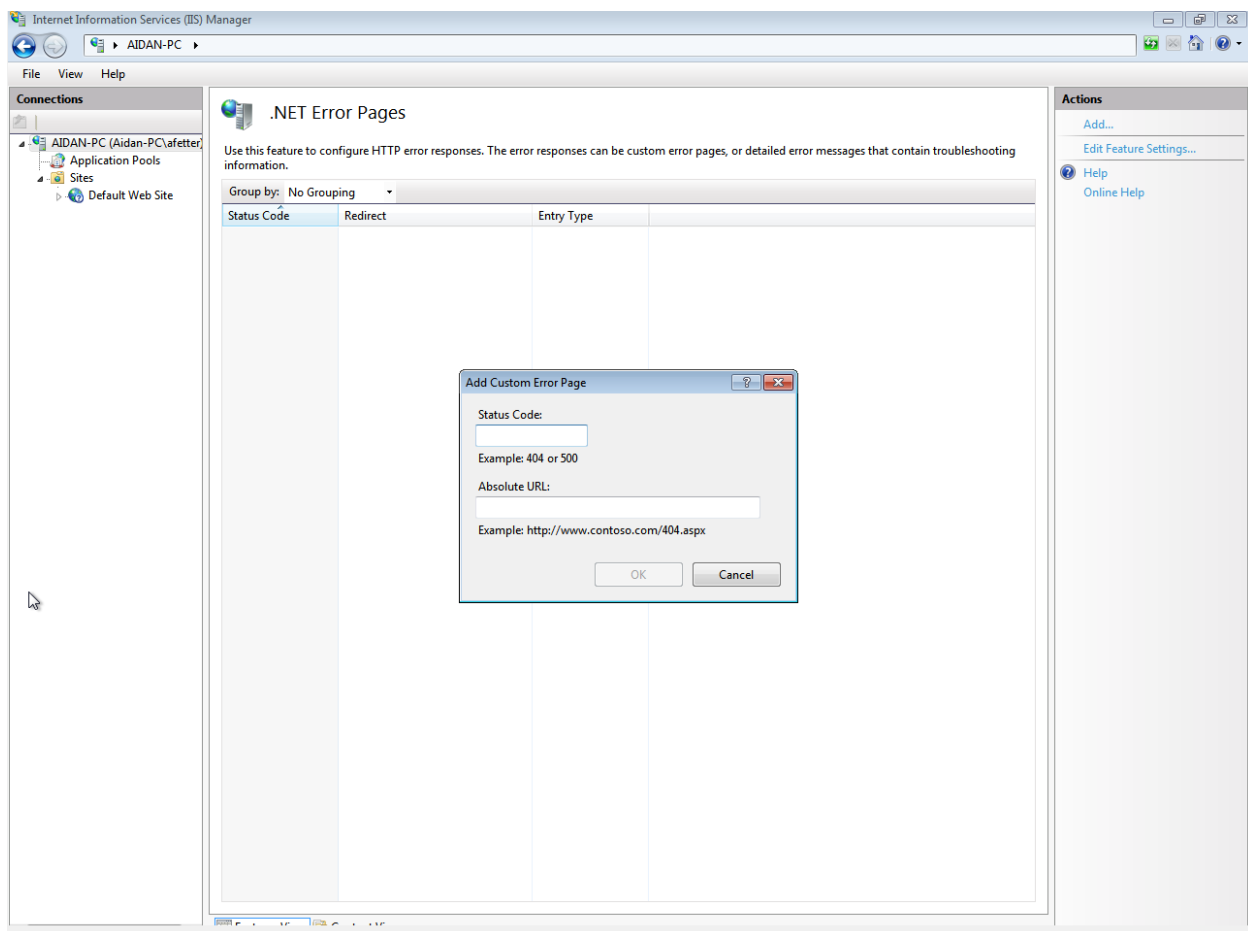 Internet Information Services (IIS) Manager
AIDAN-PC
File View Help
Connections
AIDAN-PC (Aidan-PC\afetter)
Application Pools
Sites
Default Web Site
.NET Error Pages
Use this feature to configure HTTP error responses. The error responses can be custom error pages, or detailed error messages that contain troubleshooting
information.
Group by: No Grouping
Status Code Redirect Entry Type
Add Custom Error Page
Status Code:
Example: 404 or 500
Absolute URL:
Example: http://www.contoso.com/404.aspx
OK Cancel
Actions
Add...
Edit Feature Settings...
Help
Online Help